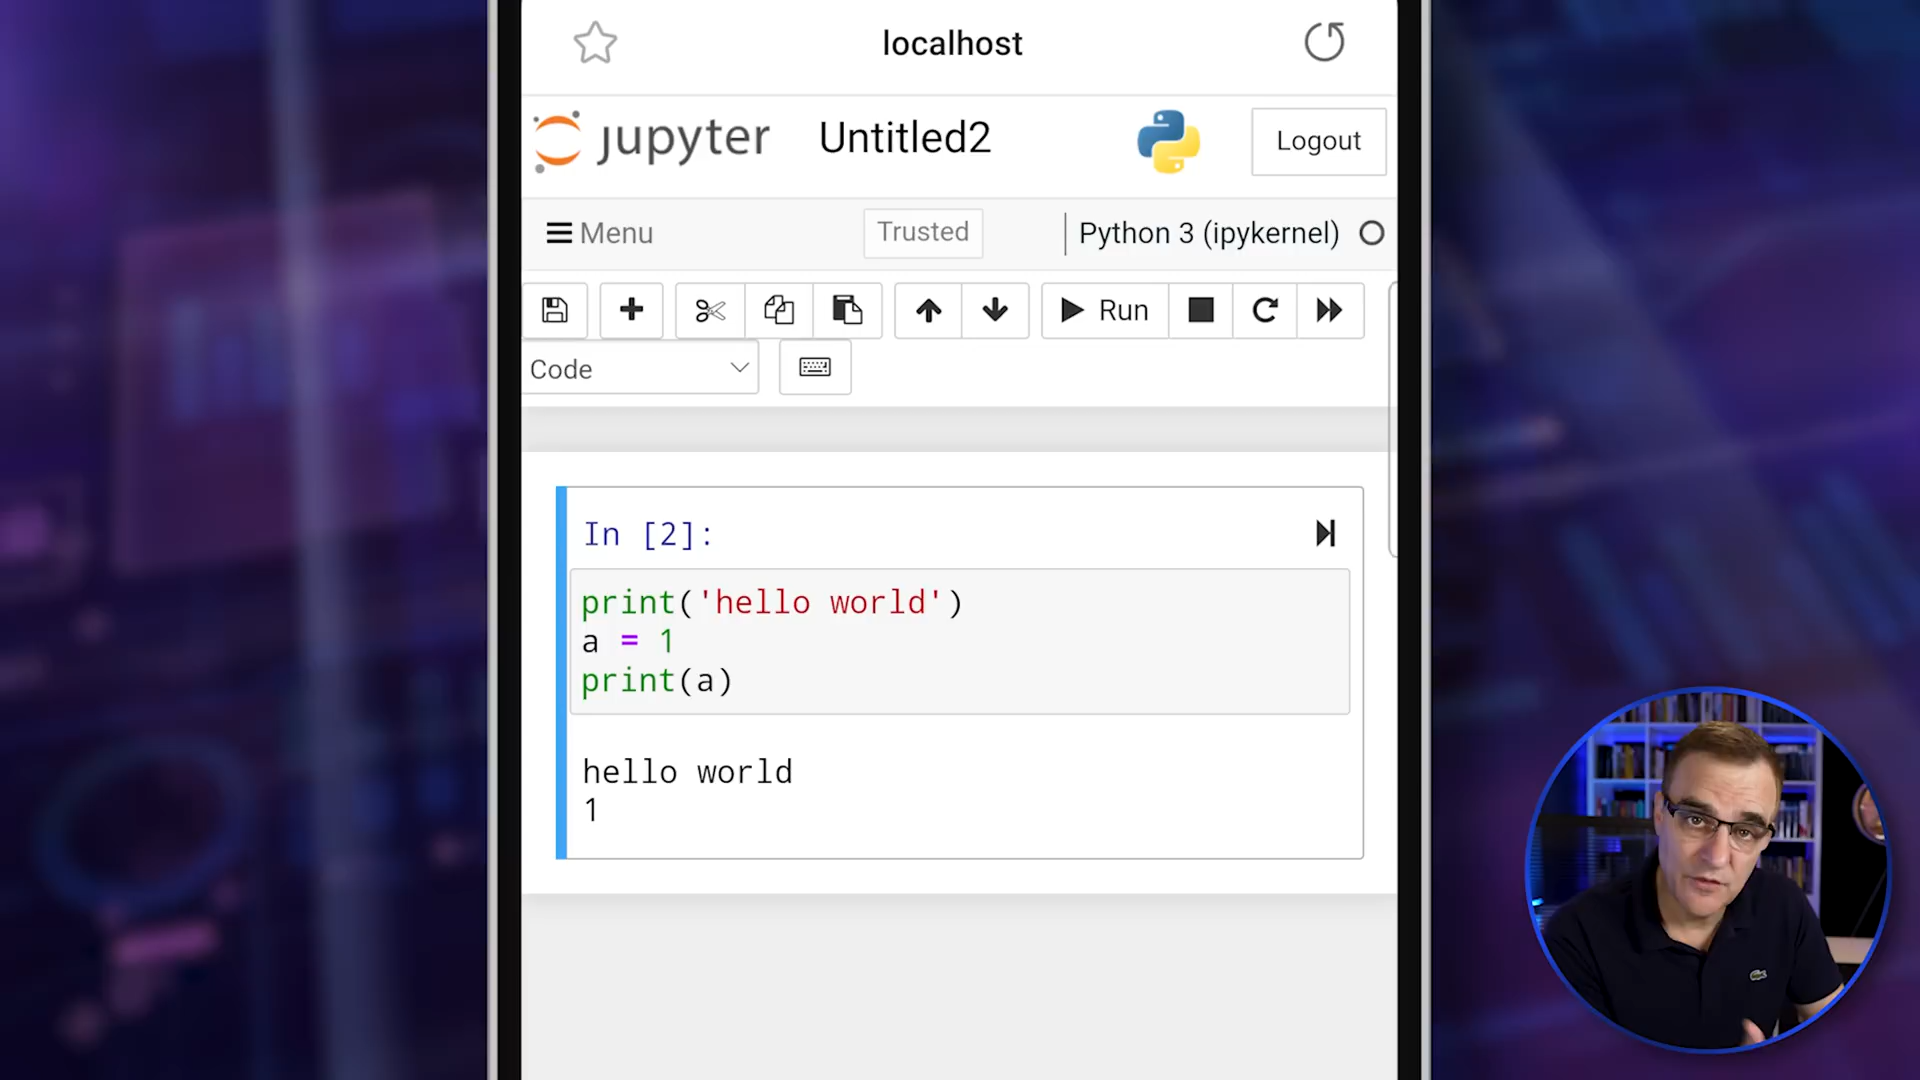 localhost
jupyter Untitled2 Logout
Menu Trusted Python 3 (ipykernel)
Run
Code
In [2]:
print('hello world')
a = 1
print(a)
hello world
1